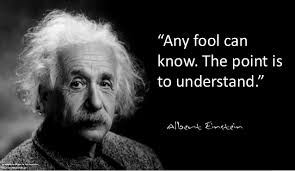 “Any fool can
know. The point is
to understand.”
Albert Einstein